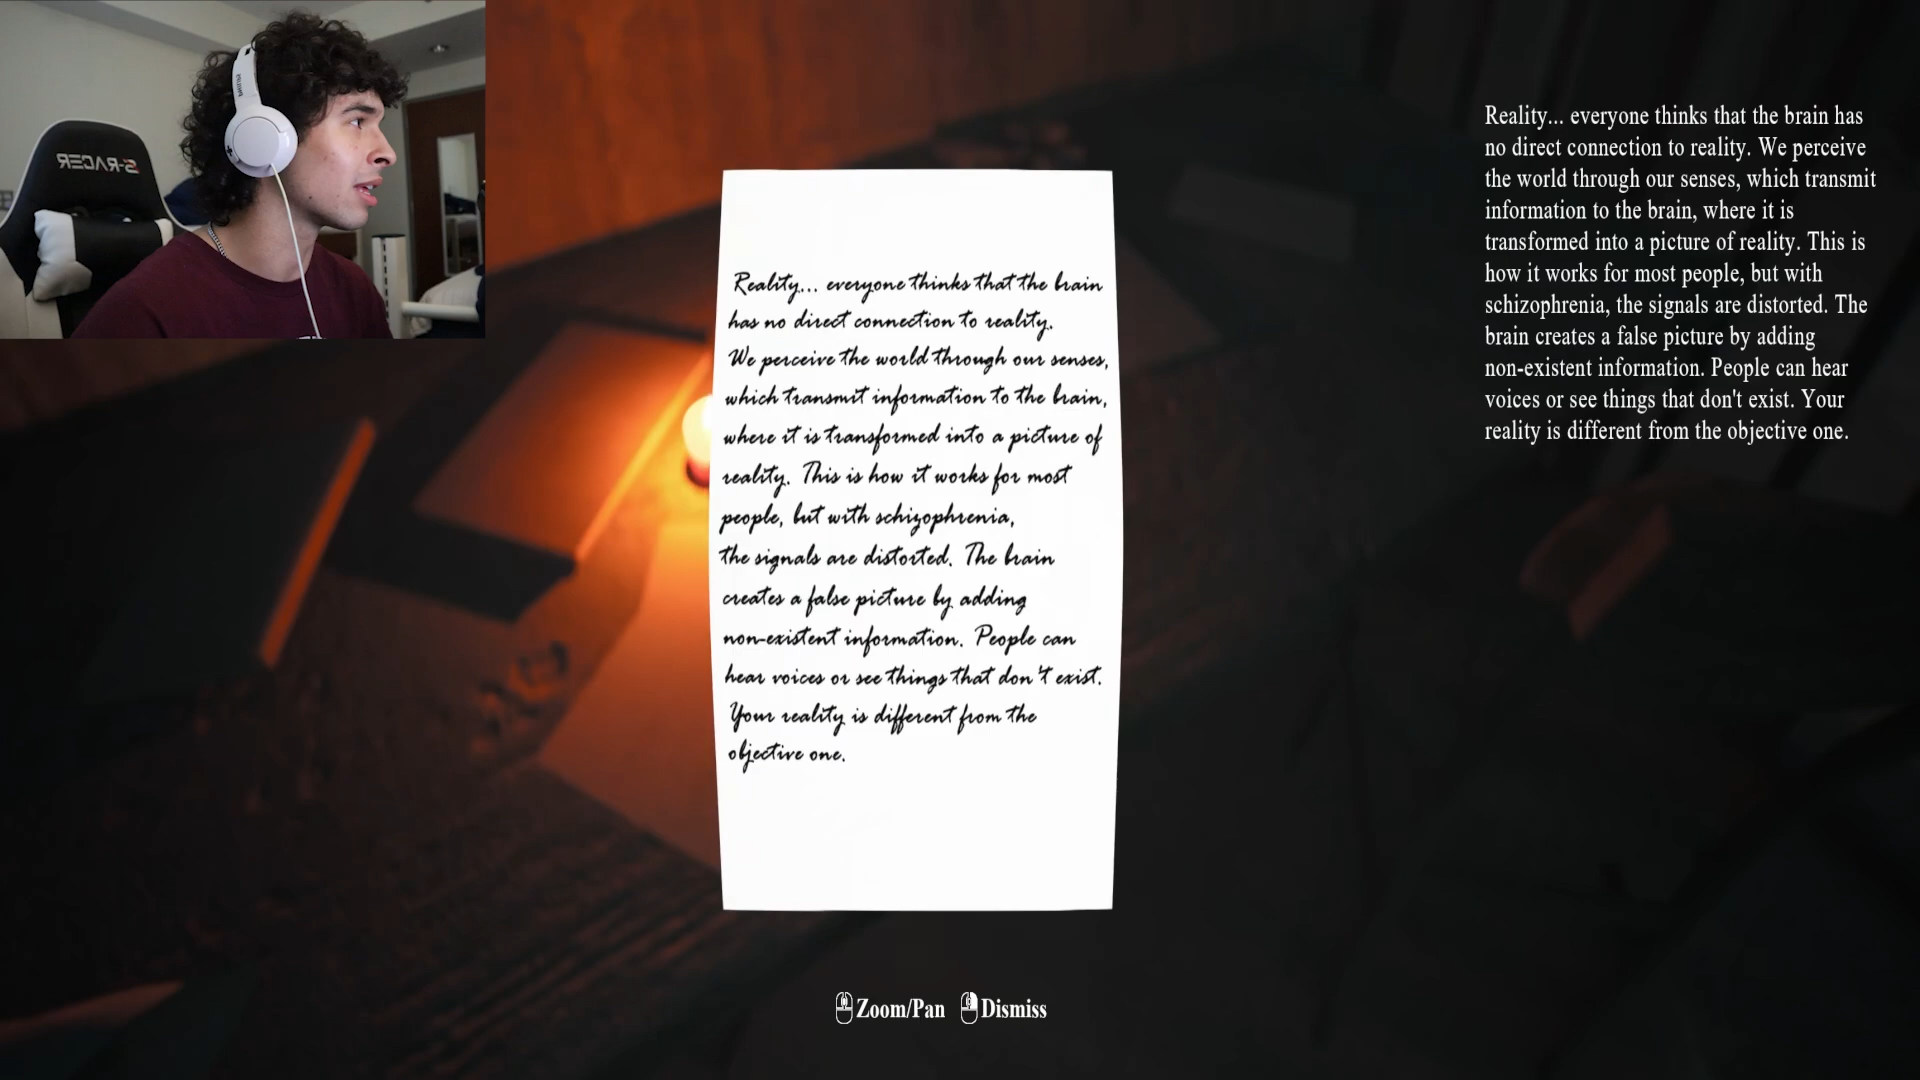 S-RACER
Reality... everyone thinks that the brain
has no direct connection to reality.
We perceive the world through our senses,
which transmit information to the brain,
where it is transformed into a picture of
reality. This is how it works for most
people, but with schizophrenia,
the signals are distorted. The brain
creates a false picture by adding
non-existent information. People can
hear voices or see things that don't exist.
Your reality is different from the
objective one.
Reality... everyone thinks that the brain has
no direct connection to reality. We perceive
the world through our senses, which transmit
information to the brain, where it is
transformed into a picture of reality. This is
how it works for most people, but with
schizophrenia, the signals are distorted. The
brain creates a false picture by adding
non-existent information. People can hear
voices or see things that don't exist. Your
reality is different from the objective one.
Zoom/Pan Dismiss